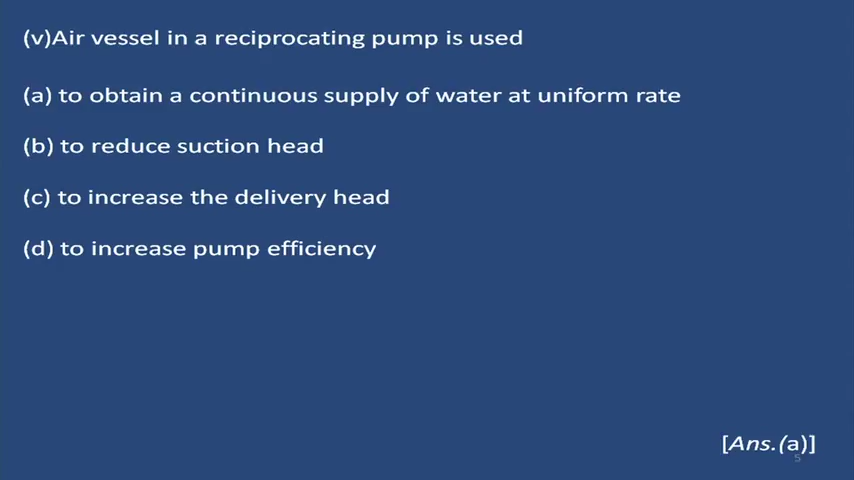 (v)Air vessel in a reciprocating pump is used
(a) to obtain a continuous supply of water at uniform rate
(b) to reduce suction head
(c) to increase the delivery head
(d) to increase pump efficiency
[Ans.(a)]
5